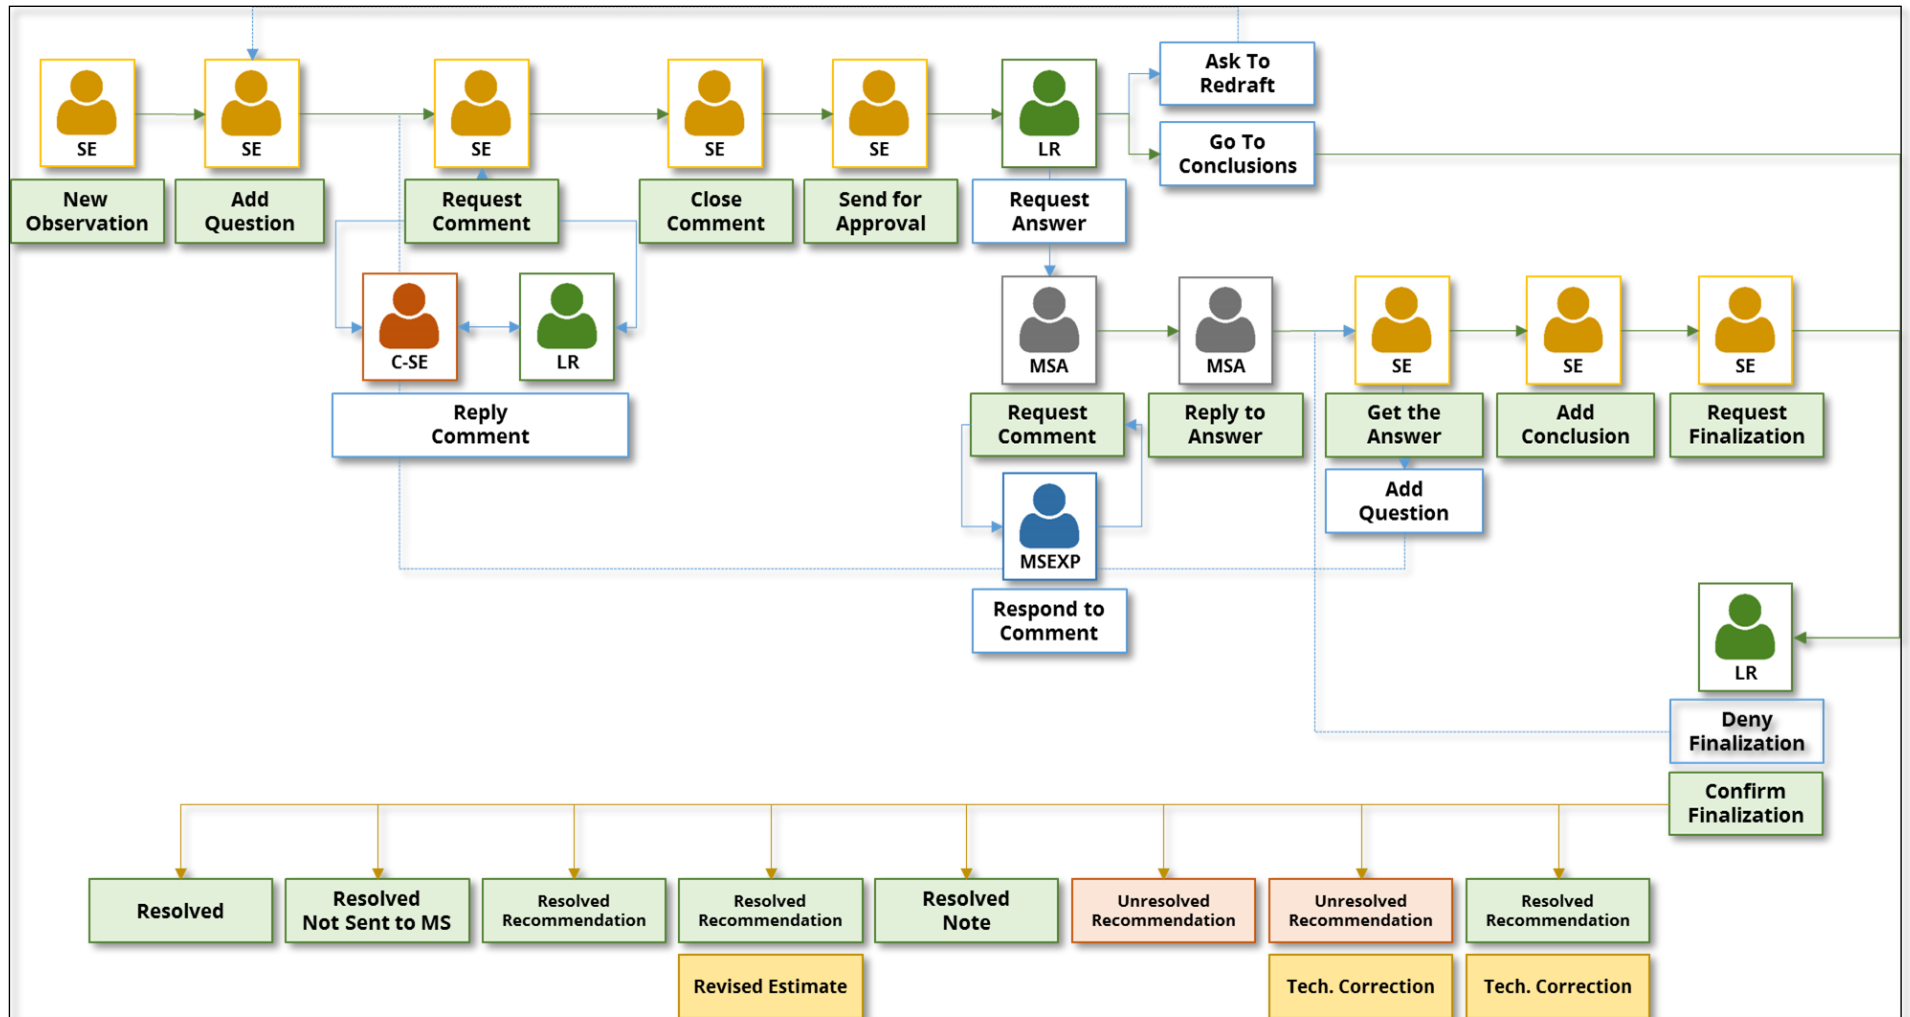 Ask To
Redraft
SE
SE
SE
SE
SE
LR
Go To
Conclusions
New
Observation
Add
Question
Request
Comment
Close
Comment
Send for
Approval
Request
Answer
C-SE
LR
MSA
MSA
SE
SE
SE
Reply
Comment
Request
Comment
Reply to
Answer
Get the
Answer
Add
Conclusion
Request
Finalization
Add
Question
MSEXP
Respond to
Comment
LR
Deny
Finalization
Confirm
Finalization
Resolved
Resolved
Not Sent to MS
Resolved
Recommendation
Resolved
Recommendation
Resolved
Note
Unresolved
Recommendation
Unresolved
Recommendation
Resolved
Recommendation
Revised Estimate
Tech. Correction
Tech. Correction